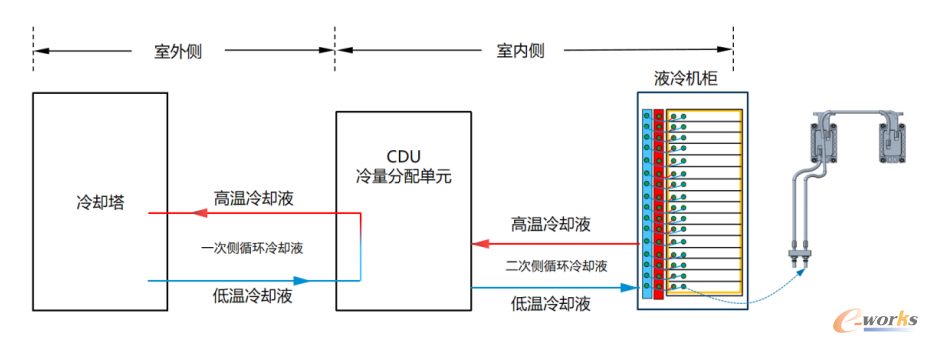 室外侧
室内侧
液冷机柜
CDU
冷量分配单元
冷却塔
高温冷却液
一次侧循环冷却液
低温冷却液
高温冷却液
二次侧循环冷却液
低温冷却液
e-works